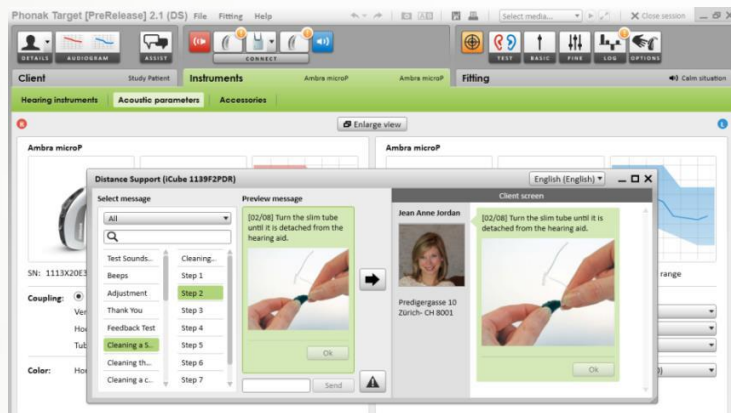 Phonak Target [PreRelease] 2.1 (DS) File Fitting Help
Select media...
Close session
DETAILS AUDIOGRAM ASSIST CONNECT TEST BASIC FINE LOG OPTIONS
Client Study Patient Instruments Ambra microP Ambra microP Fitting Calm situation
Hearing instruments Acoustic parameters Accessories
R Enlarge view L
Ambra microP Ambra microP
Distance Support (iCube 1139F2PDR) English (English)
Select message Preview message Client screen
All
[02/08] Turn the slim tube
until it is detached from the
hearing aid.
Jean Anne Jordan
[02/08] Turn the slim tube until it is
detached from the hearing aid.
Test Sounds... Cleaning...
Beeps Step 1
Adjustment Step 2
Thank You Step 3
Feedback Test Step 4
Cleaning a S... Step 5
Cleaning th... Step 6
Cleaning a c... Step 7
Predigergasse 10
Zürich- CH 8001
Ok Ok
Send
SN: 1113X20E3 range
Coupling:
Ver
Hou
Tub
Color: Hou